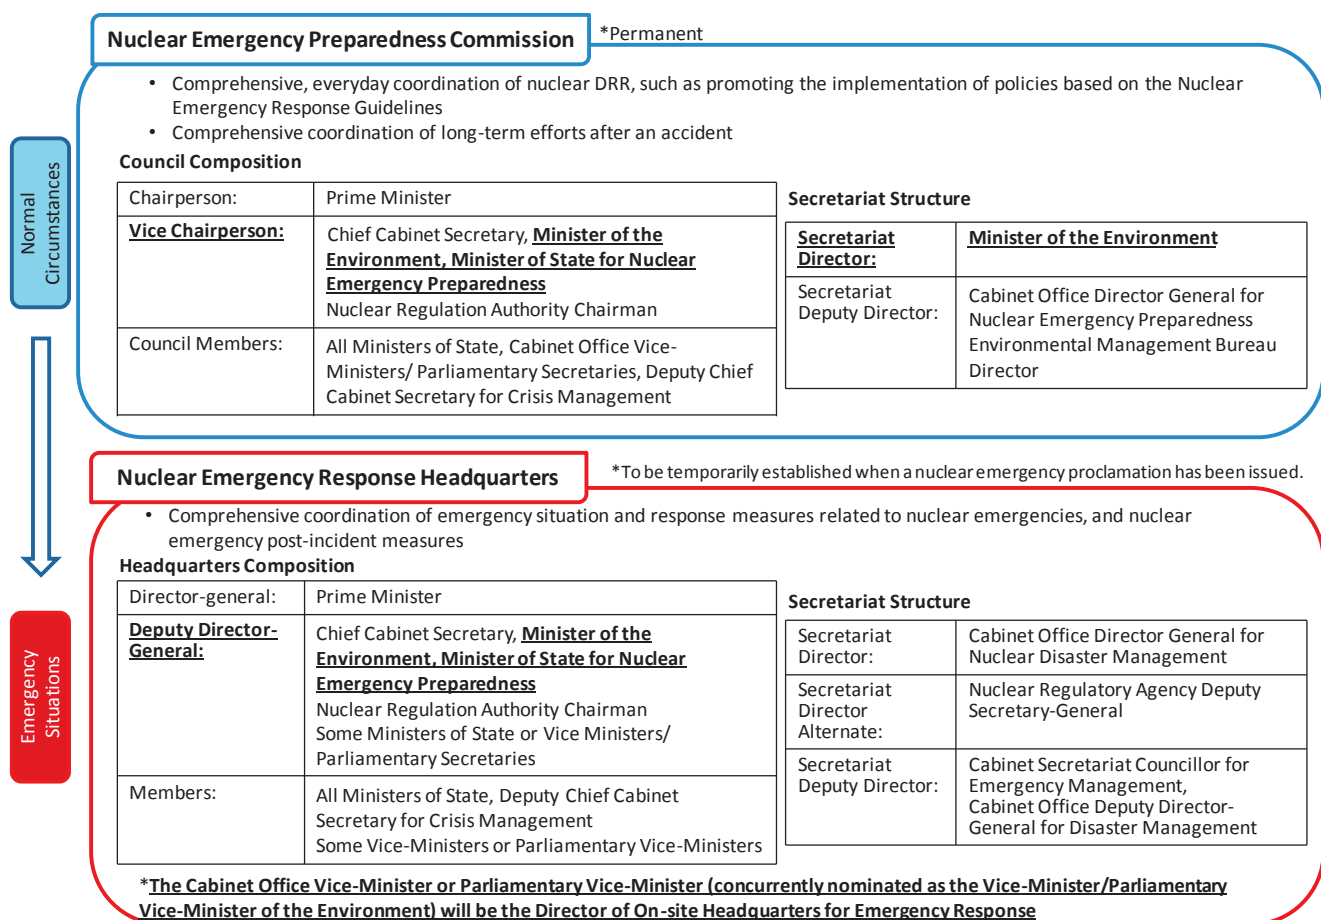 Nuclear Emergency Preparedness Commission
*Permanent
• Comprehensive, everyday coordination of nuclear DRR, such as promoting the implementation of policies based on the Nuclear
Emergency Response Guidelines
• Comprehensive coordination of long-term efforts after an accident
Normal
Circumstances
Council Composition
Chairperson:
Prime Minister
Vice Chairperson:
Chief Cabinet Secretary, Minister of the
Environment, Minister of State for Nuclear
Emergency Preparedness
Nuclear Regulation Authority Chairman
Council Members:
All Ministers of State, Cabinet Office Vice-
Ministers/ Parliamentary Secretaries, Deputy Chief
Cabinet Secretary for Crisis Management
Secretariat Structure
Secretariat
Director:
Minister of the Environment
Secretariat
Deputy Director:
Cabinet Office Director General for
Nuclear Emergency Preparedness
Environmental Management Bureau
Director
Nuclear Emergency Response Headquarters
*To be temporarily established when a nuclear emergency proclamation has been issued.
• Comprehensive coordination of emergency situation and response measures related to nuclear emergencies, and nuclear
emergency post-incident measures
Emergency
Situations
Headquarters Composition
Director-general:
Prime Minister
Deputy Director-
General:
Chief Cabinet Secretary, Minister of the
Environment, Minister of State for Nuclear
Emergency Preparedness
Nuclear Regulation Authority Chairman
Some Ministers of State or Vice Ministers/
Parliamentary Secretaries
Members:
All Ministers of State, Deputy Chief Cabinet
Secretary for Crisis Management
Some Vice-Ministers or Parliamentary Vice-Ministers
Secretariat Structure
Secretariat
Director:
Cabinet Office Director General for
Nuclear Disaster Management
Secretariat
Director
Alternate:
Nuclear Regulatory Agency Deputy
Secretary-General
Secretariat
Deputy Director:
Cabinet Secretariat Councillor for
Emergency Management,
Cabinet Office Deputy Director-
General for Disaster Management
*The Cabinet Office Vice-Minister or Parliamentary Vice-Minister (concurrently nominated as the Vice-Minister/Parliamentary
Vice-Minister of the Environment) will be the Director of On-site Headquarters for Emergency Response